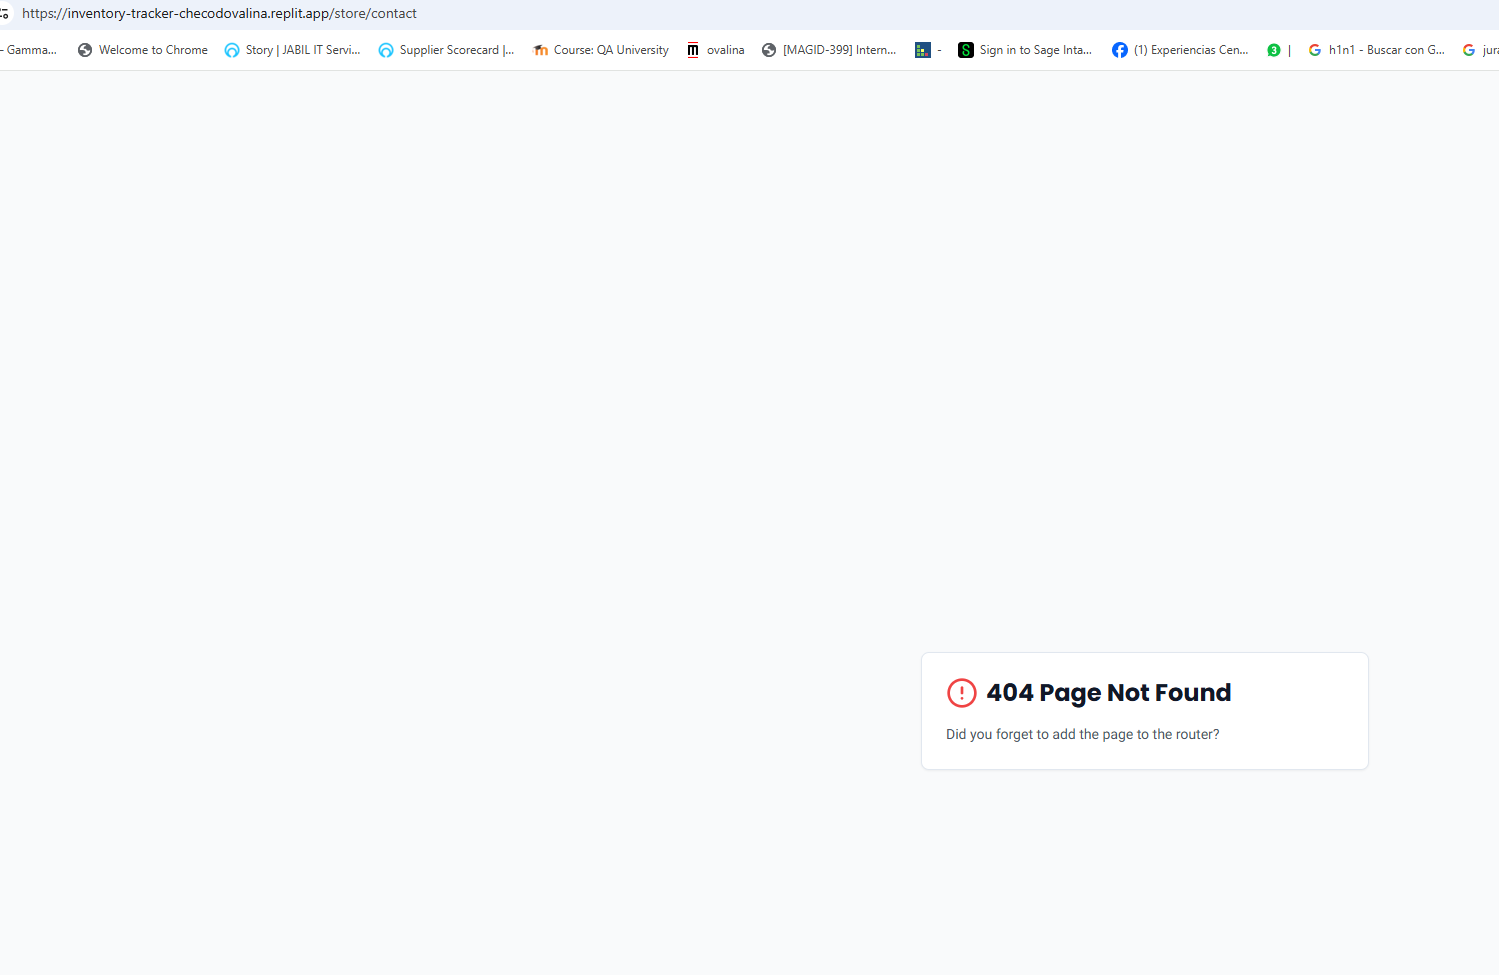 https://inventory-tracker-checodovalina.replit.app/store/contact
- Gamma... Welcome to Chrome Story | JABIL IT Servi... Supplier Scorecard |... Course: QA University ovalina [MAGID-399] Intern... - Sign in to Sage Inta... (1) Experiencias Cen... 3 | h1n1 - Buscar con G... jura
404 Page Not Found
Did you forget to add the page to the router?